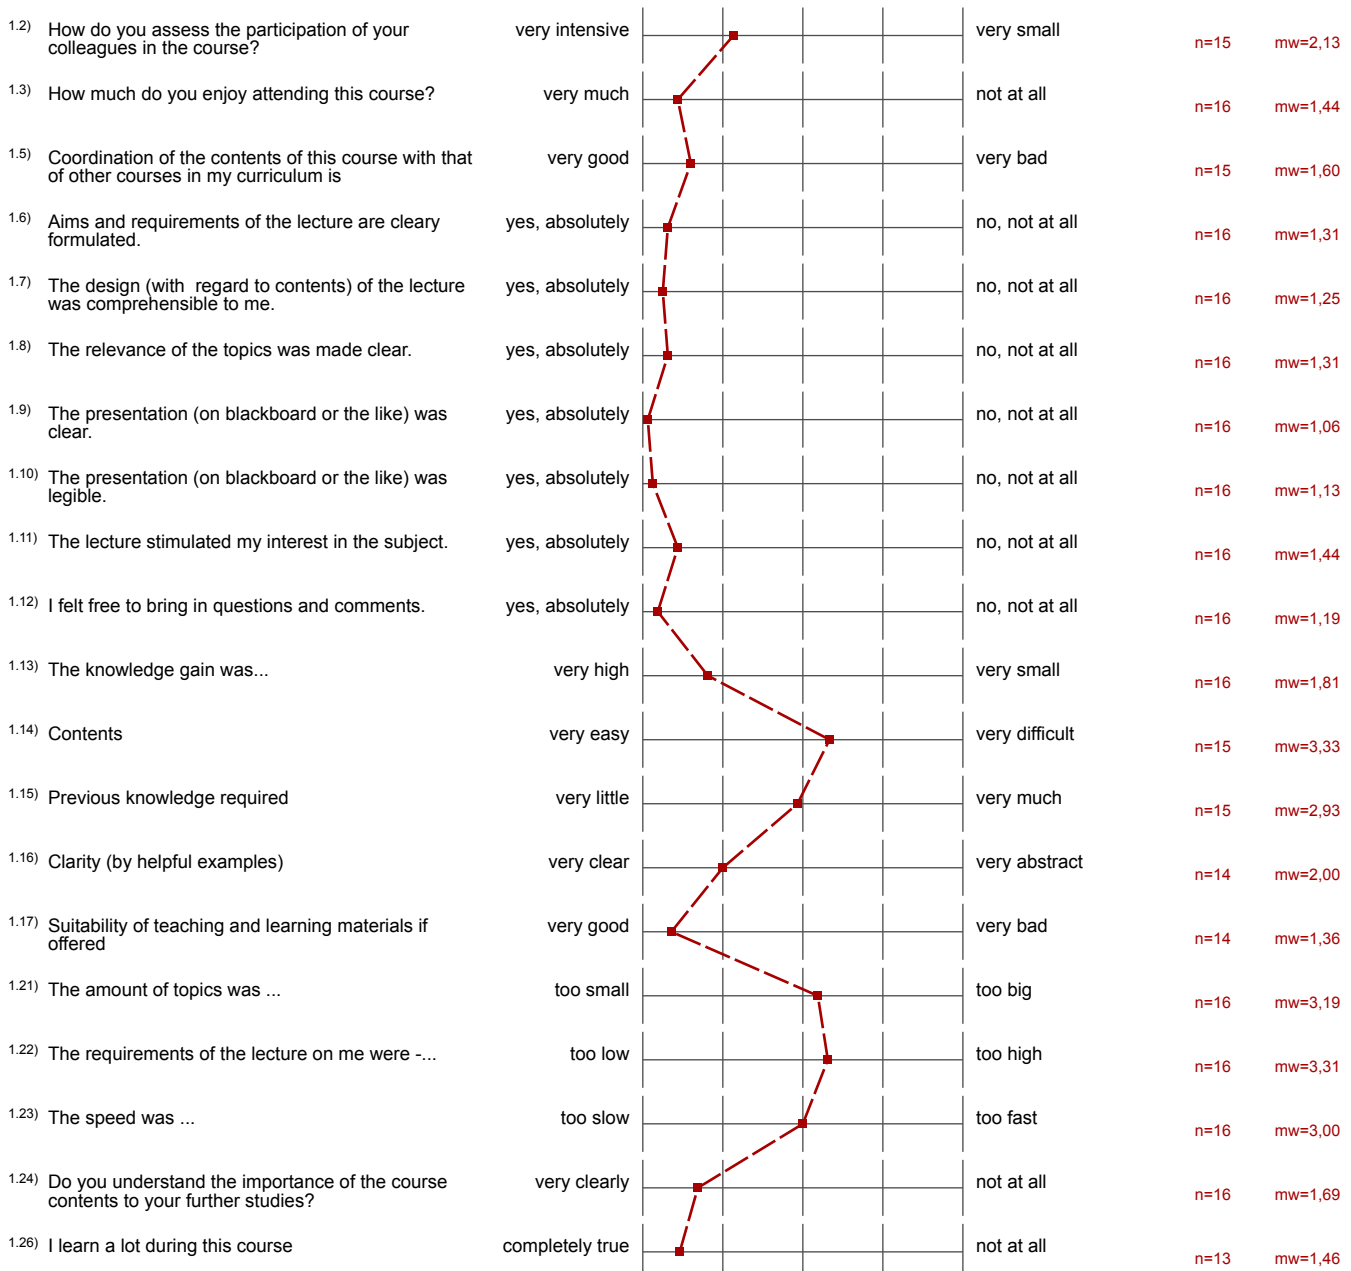 1.2) How do you assess the participation of your very intensive very small n=15 mw=2,13
colleagues in the course?
1.3) How much do you enjoy attending this course? very much not at all n=16 mw=1,44
1.5) Coordination of the contents of this course with that very good very bad n=15 mw=1,60
of other courses in my curriculum is
1.6) Aims and requirements of the lecture are cleary yes, absolutely no, not at all n=16 mw=1,31
formulated.
1.7) The design (with regard to contents) of the lecture yes, absolutely no, not at all n=16 mw=1,25
was comprehensible to me.
1.8) The relevance of the topics was made clear. yes, absolutely no, not at all n=16 mw=1,31
1.9) The presentation (on blackboard or the like) was yes, absolutely no, not at all n=16 mw=1,06
clear.
1.10) The presentation (on blackboard or the like) was yes, absolutely no, not at all n=16 mw=1,13
legible.
1.11) The lecture stimulated my interest in the subject. yes, absolutely no, not at all n=16 mw=1,44
1.12) I felt free to bring in questions and comments. yes, absolutely no, not at all n=16 mw=1,19
1.13) The knowledge gain was... very high very small n=16 mw=1,81
1.14) Contents very easy very difficult n=15 mw=3,33
1.15) Previous knowledge required very little very much n=15 mw=2,93
1.16) Clarity (by helpful examples) very clear very abstract n=14 mw=2,00
1.17) Suitability of teaching and learning materials if very good very bad n=14 mw=1,36
offered
1.21) The amount of topics was ... too small too big n=16 mw=3,19
1.22) The requirements of the lecture on me were -... too low too high n=16 mw=3,31
1.23) The speed was ... too slow too fast n=16 mw=3,00
1.24) Do you understand the importance of the course very clearly not at all n=16 mw=1,69
contents to your further studies?
1.26) I learn a lot during this course completely true not at all n=13 mw=1,46